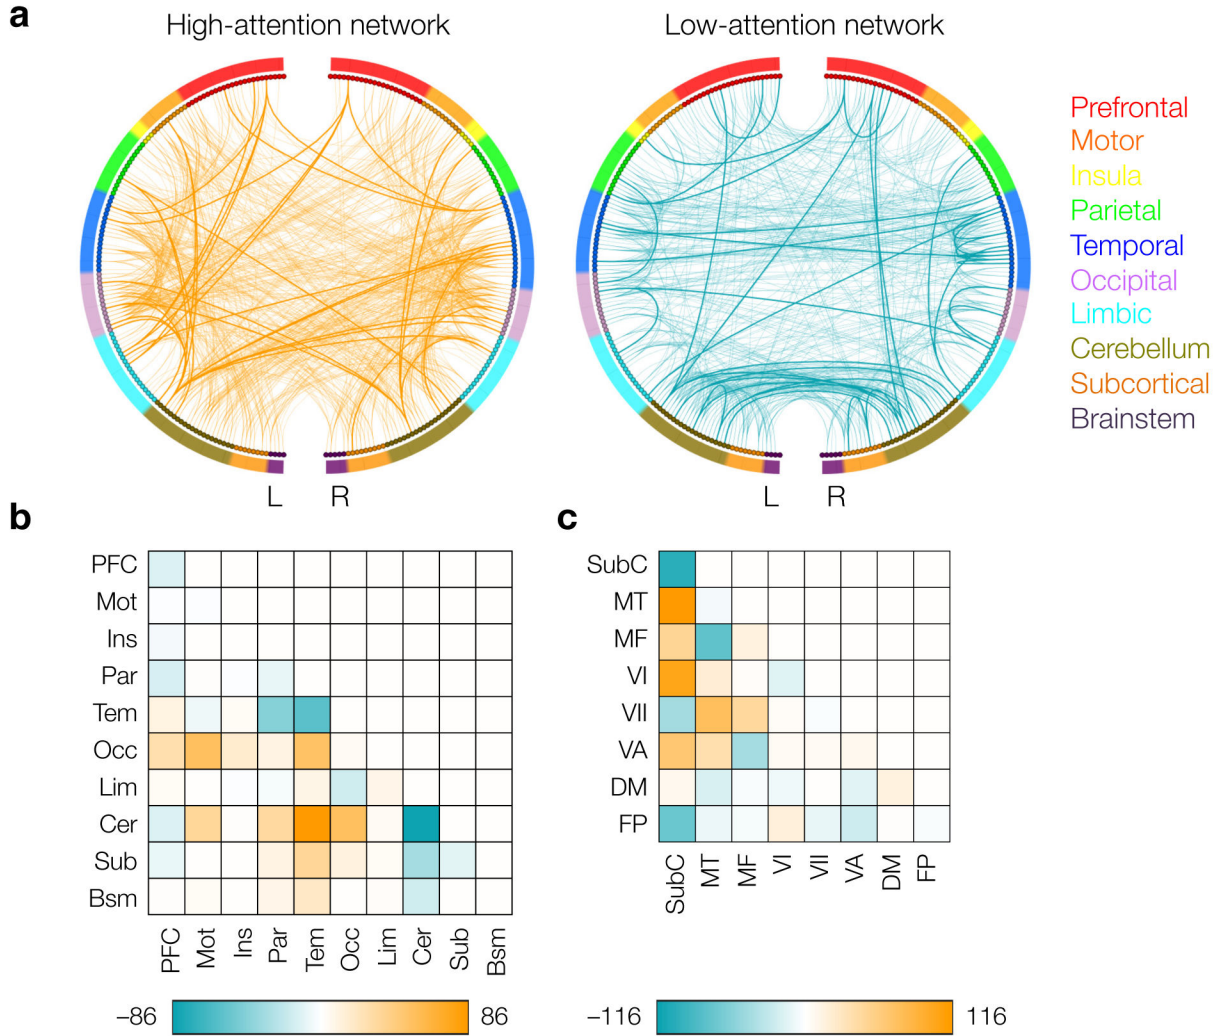 a
High-attention network
Low-attention network
Prefrontal
Motor
Insula
Parietal
Temporal
Occipital
Limbic
Cerebellum
Subcortical
Brainstem
L R
L R
b
PFC
Mot
Ins
Par
Tem
Occ
Lim
Cer
Sub
Bsm
PFC Mot Ins Par Tem Occ Lim Cer Sub Bsm
−86 86
c
SubC
MT
MF
VI
VII
VA
DM
FP
SubC MT MF VI VII VA DM FP
−116 116